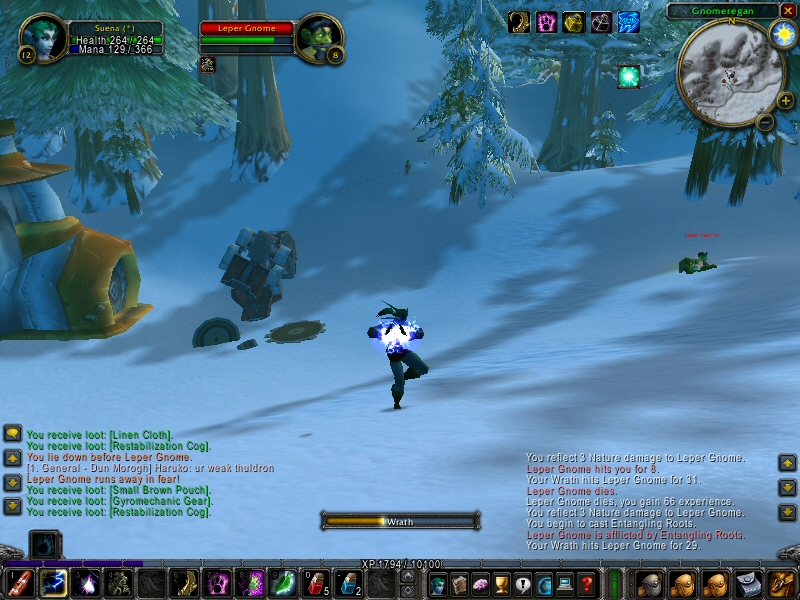 Suena (*)
Health 264 / 264
Mana 129 / 366
12
Leper Gnome
8
Gnomeregan
N
Leper Gnome
You receive loot: [Linen Cloth].
You receive loot: [Restabilization Cog].
You lie down before Leper Gnome.
[1. General - Dun Morogh] Haruko: ur weak thuldron
Leper Gnome runs away in fear!
You receive loot: [Small Brown Pouch].
You receive loot: [Gyromechanic Gear].
You receive loot: [Restabilization Cog].
You reflect 3 Nature damage to Leper Gnome.
Leper Gnome hits you for 8.
Your Wrath hits Leper Gnome for 31.
Leper Gnome dies.
Leper Gnome dies, you gain 66 experience.
You reflect 3 Nature damage to Leper Gnome.
You begin to cast Entangling Roots.
Leper Gnome is afflicted by Entangling Roots.
Your Wrath hits Leper Gnome for 29.
Wrath
XP 1794 / 10100
5
2